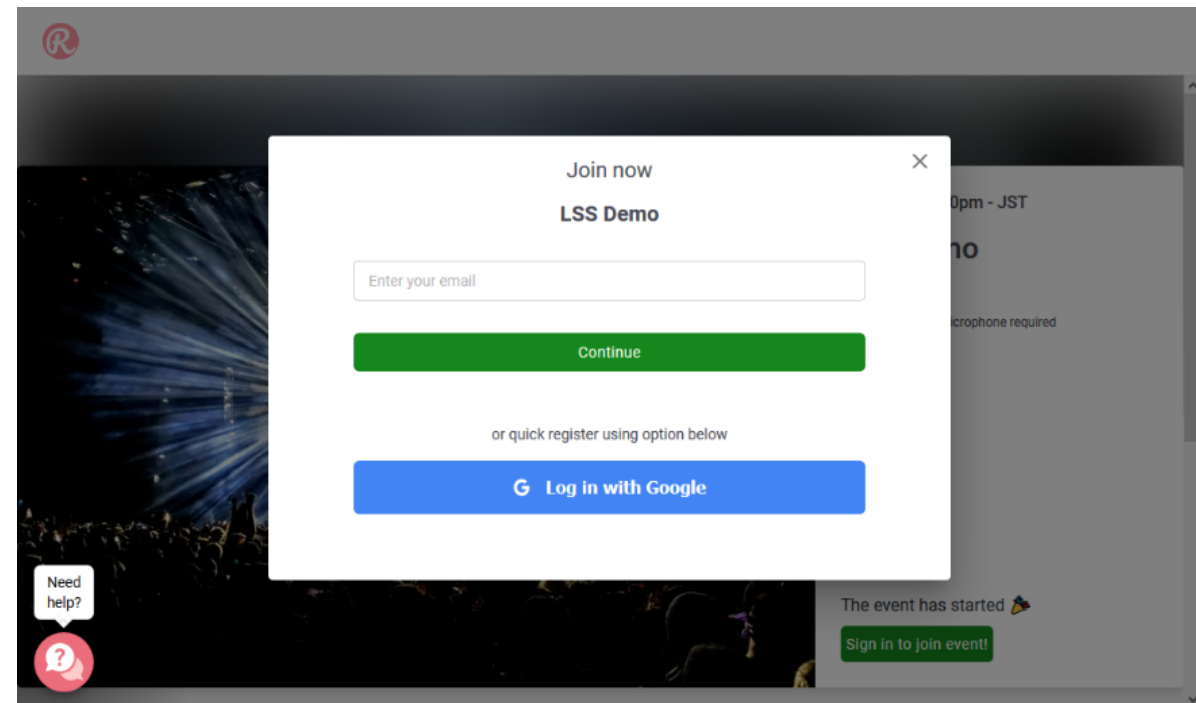 Join now
LSS Demo
Enter your email
Continue
or quick register using option below
G Log in with Google
0pm - JST
no
icrophone required
Need
help?
The event has started 🎉
Sign in to join event!